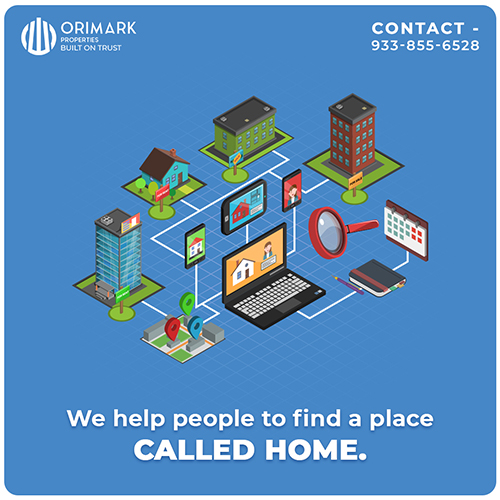 ORIMARK
PROPERTIES
BUILT ON TRUST
CONTACT -
933-855-6528
We help people to find a place
CALLED HOME.